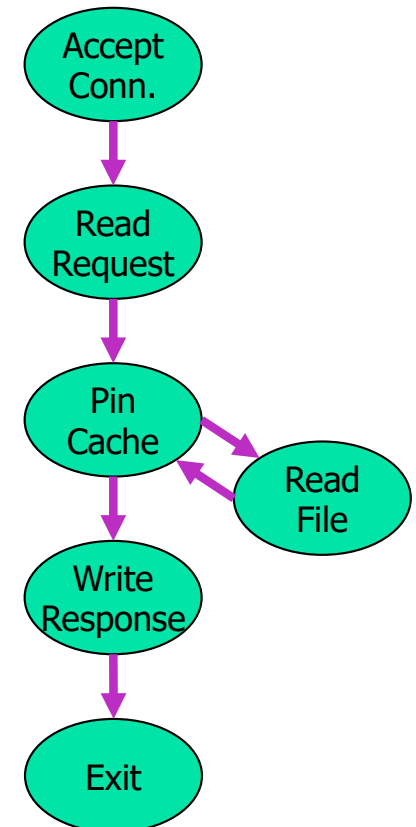 Accept
Conn.
Read
Request
Pin
Cache
Read
File
Write
Response
Exit